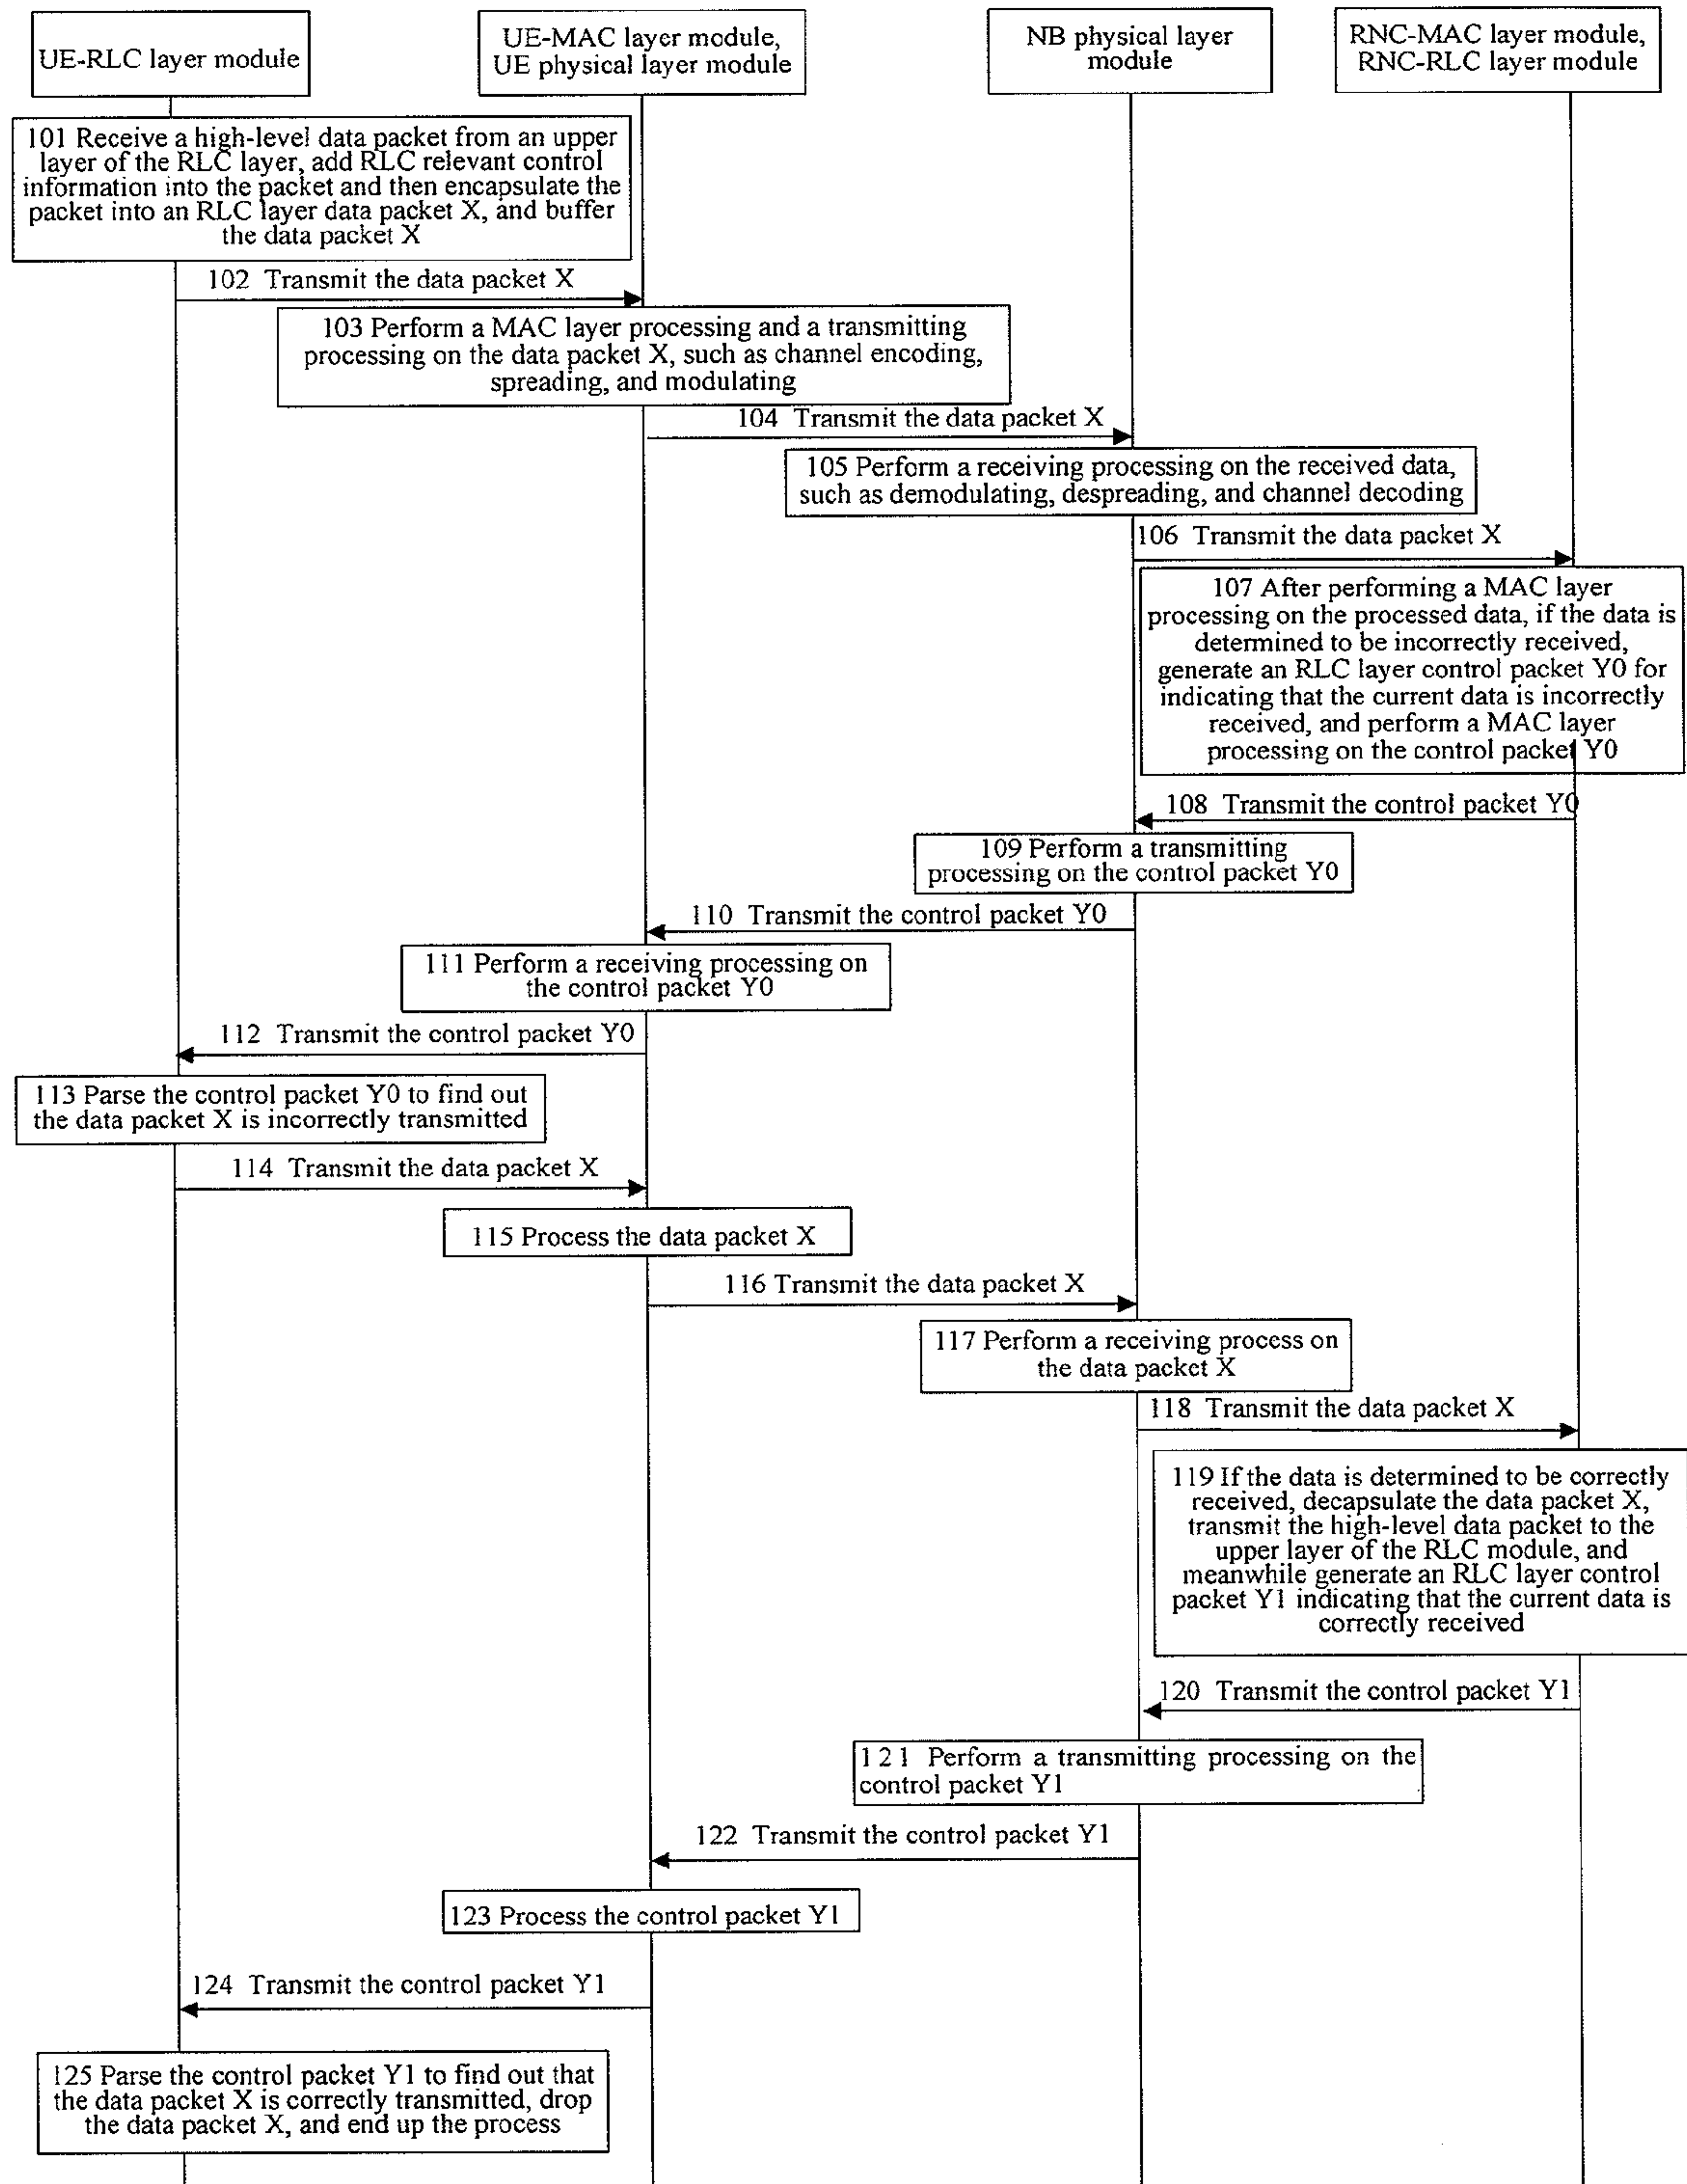 UE-RLC layer module
UE-MAC layer module,
UE physical layer module
NB physical layer
module
RNC-MAC layer module,
RNC-RLC layer module
101 Receive a high-level data packet from an upper
layer of the RLC layer, add RLC relevant control
information into the packet and then encapsulate the
packet into an RLC layer data packet X, and buffer
the data packet X
102 Transmit the data packet X
103 Perform a MAC layer processing and a transmitting
processing on the data packet X, such as channel encoding,
spreading, and modulating
104 Transmit the data packet X
105 Perform a receiving processing on the received data,
such as demodulating, despreading, and channel decoding
106 Transmit the data packet X
107 After performing a MAC layer
processing on the processed data, if the data is
determined to be incorrectly received,
generate an RLC layer control packet Y0 for
indicating that the current data is incorrectly
received, and perform a MAC layer
processing on the control packet Y0
108 Transmit the control packet Y0
109 Perform a transmitting
processing on the control packet Y0
110 Transmit the control packet Y0
111 Perform a receiving processing on
the control packet Y0
112 Transmit the control packet Y0
113 Parse the control packet Y0 to find out
the data packet X is incorrectly transmitted
114 Transmit the data packet X
115 Process the data packet X
116 Transmit the data packet X
117 Perform a receiving process on
the data packet X
118 Transmit the data packet X
119 If the data is determined to be correctly
received, decapsulate the data packet X,
transmit the high-level data packet to the
upper layer of the RLC module, and
meanwhile generate an RLC layer control
packet Y1 indicating that the current data is
correctly received
120 Transmit the control packet Y1
121 Perform a transmitting processing on the
control packet Y1
122 Transmit the control packet Y1
123 Process the control packet Y1
124 Transmit the control packet Y1
125 Parse the control packet Y1 to find out that
the data packet X is correctly transmitted, drop
the data packet X, and end up the process